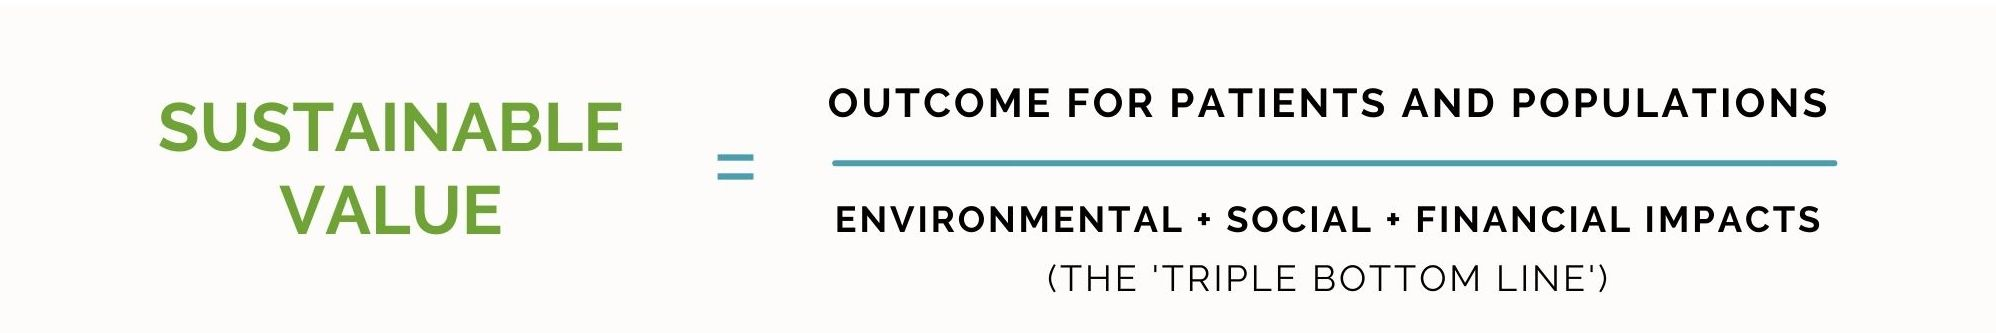 SUSTAINABLE
VALUE
=
OUTCOME FOR PATIENTS AND POPULATIONS
ENVIRONMENTAL + SOCIAL + FINANCIAL IMPACTS
(THE 'TRIPLE BOTTOM LINE')